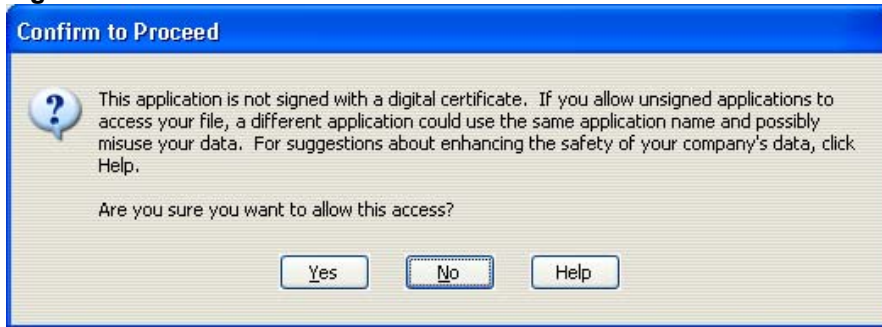 Confirm to Proceed
This application is not signed with a digital certificate.  If you allow unsigned applications to
access your file, a different application could use the same application name and possibly
misuse your data.  For suggestions about enhancing the safety of your company's data, click
Help.
Are you sure you want to allow this access?
Yes No Help